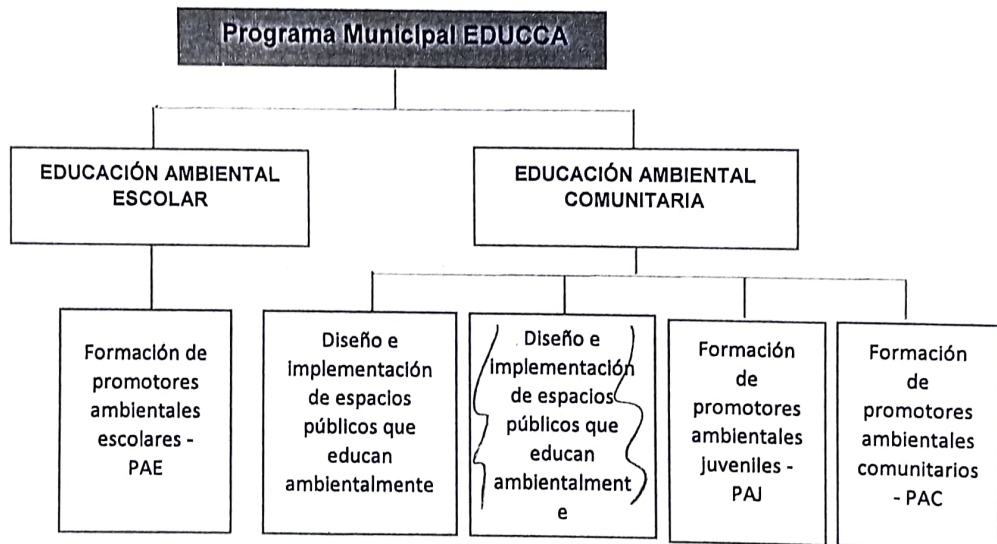 Programa Municipal EDUCCA
EDUCACIÓN AMBIENTAL
ESCOLAR
EDUCACIÓN AMBIENTAL
COMUNITARIA
Formación de
promotores
ambientales
escolares -
PAE
Diseño e
implementación
de espacios
públicos que
educan
ambientalmente
Diseño e
implementación
de espacios
públicos que
educan
ambientalment
e
Formación
de
promotores
ambientales
juveniles -
PAJ
Formación
de
promotores
ambientales
comunitarios
- PAC